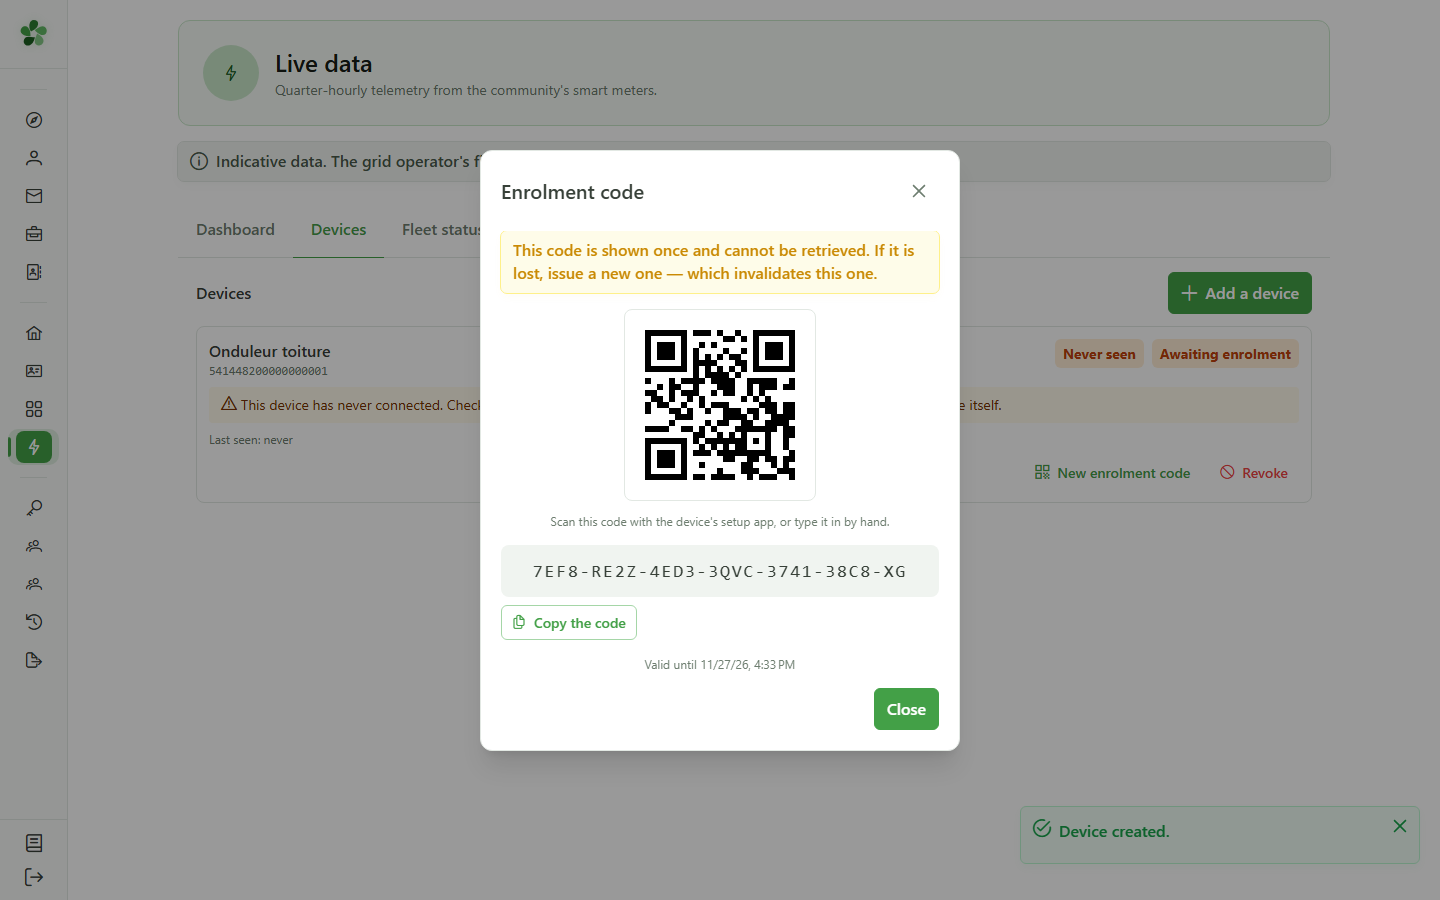 Live data
Quarter-hourly telemetry from the community's smart meters.
Indicative data. The grid operator's f
Dashboard
Devices
Fleet status
Devices
Add a device
Onduleur toiture
541448200000000001
Never seen
Awaiting enrolment
This device has never connected. Chec
e itself.
Last seen: never
New enrolment code
Revoke
Enrolment code
This code is shown once and cannot be retrieved. If it is
lost, issue a new one — which invalidates this one.
Scan this code with the device's setup app, or type it in by hand.
7EF8-RE2Z-4ED3-3QVC-3741-38C8-XG
Copy the code
Valid until 11/27/26, 4:33 PM
Close
Device created.